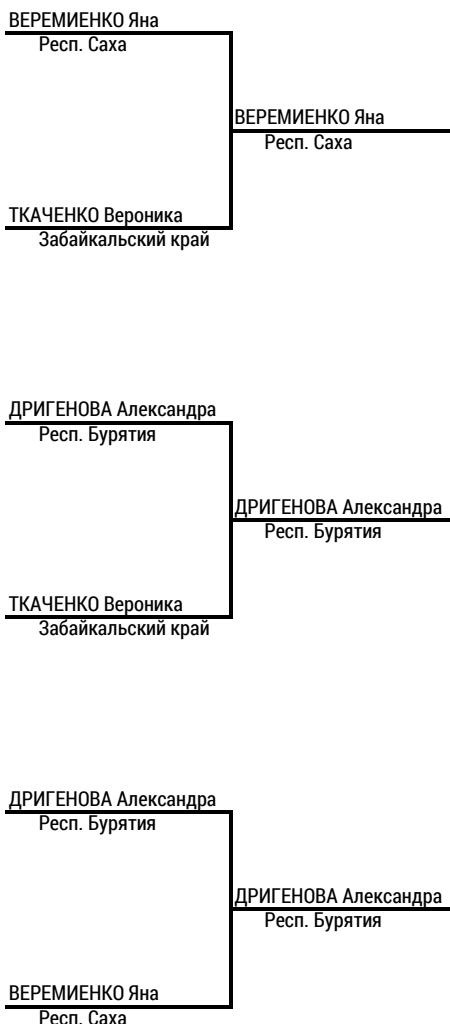 ВЕРЕМИЕНКО Яна
Респ. Саха
ВЕРЕМИЕНКО Яна
Респ. Саха
ТКАЧЕНКО Вероника
Забайкальский край
ДРИГЕНОВА Александра
Респ. Бурятия
ДРИГЕНОВА Александра
Респ. Бурятия
ТКАЧЕНКО Вероника
Забайкальский край
ДРИГЕНОВА Александра
Респ. Бурятия
ДРИГЕНОВА Александра
Респ. Бурятия
ВЕРЕМИЕНКО Яна
Респ. Саха